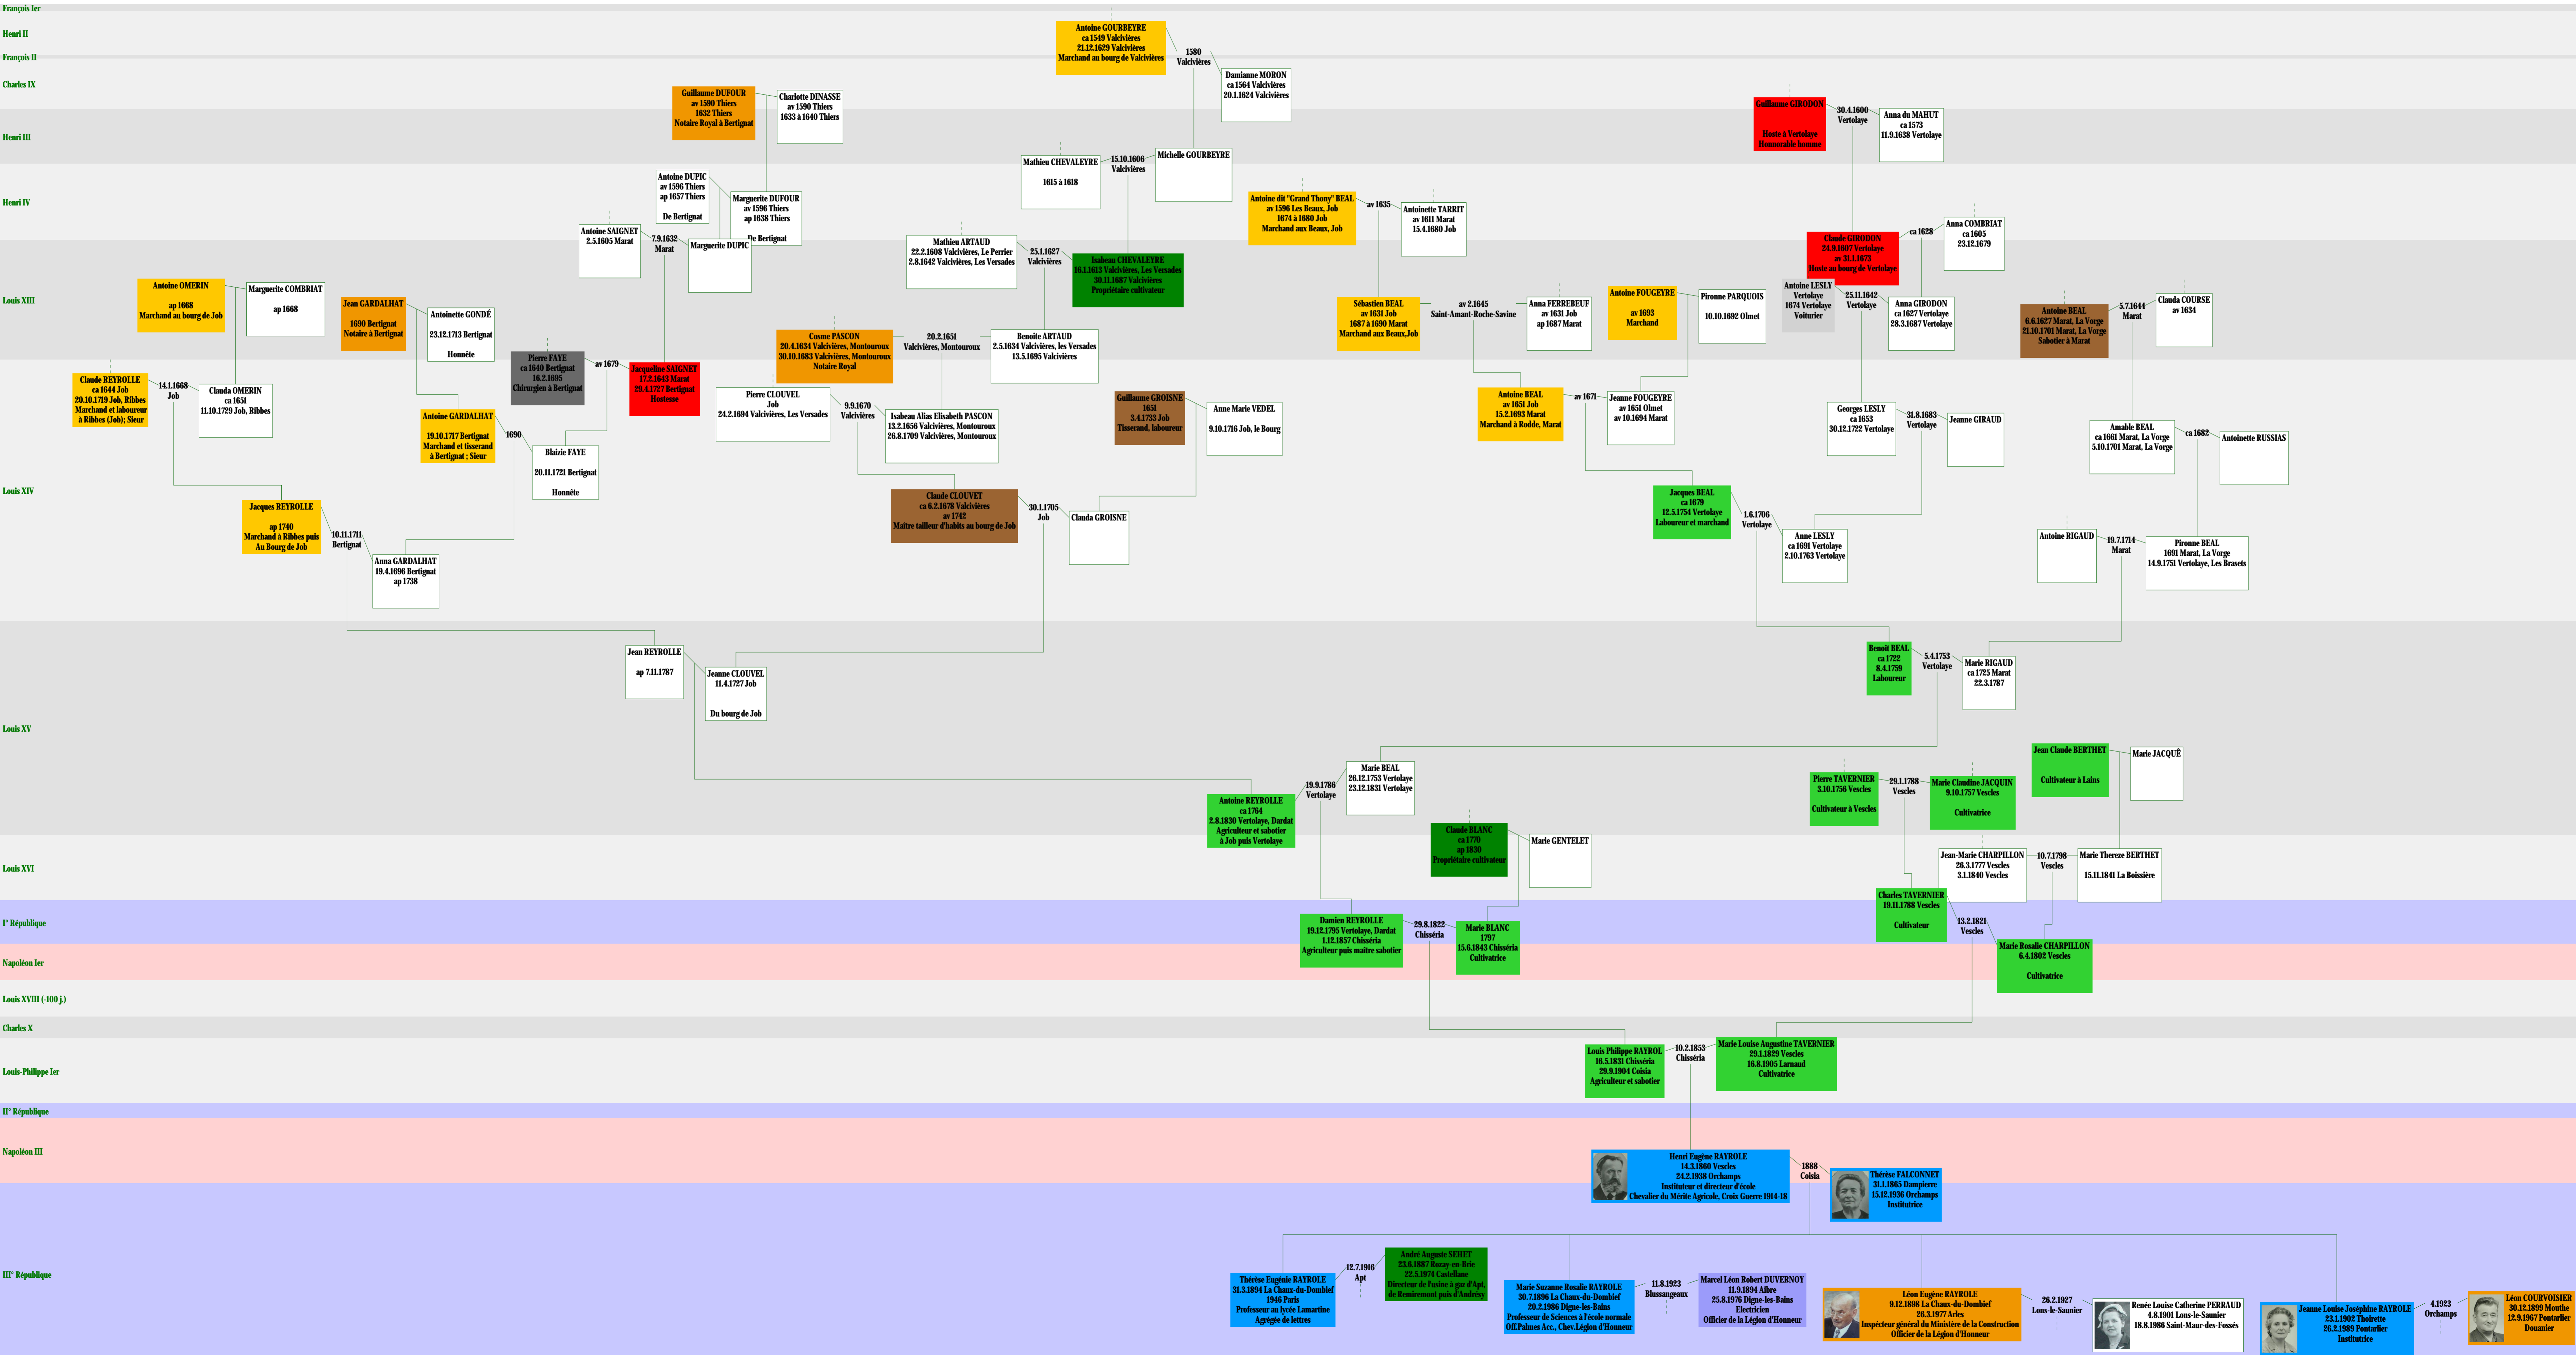 François Ier
Henri II
François II
Charles IX
Henri III
Henri IV
Louis XIII
Louis XIV
Louis XV
Louis XVI
I° République
Napoléon Ier
Louis XVIII (-100 j.)
Charles X
Louis-Philippe Ier
II° République
Napoléon III
III° République
Antoine GOURBEYRE
ca 1549 Valcivières
21.12.1629 Valcivières
Marchand au bourg de Valcivières
1580
Valcivières
Damianne MORON
ca 1564 Valcivières
20.1.1624 Valcivières
Guillaume DUFOUR
av 1590 Thiers
1632 Thiers
Notaire Royal à Bertignat
Charlotte DINASSE
av 1590 Thiers
1633 à 1640 Thiers
Guillaume GIRODON
Hoste à Vertolaye
Honnorable homme
30.4.1600
Vertolaye
Anna du MAHUT
ca 1573
11.9.1638 Vertolaye
Mathieu CHEVALEYRE
1615 à 1618
15.10.1606
Valcivières
Michelle GOURBEYRE
Antoine DUPIC
av 1596 Thiers
ap 1657 Thiers
De Bertignat
Marguerite DUFOUR
av 1596 Thiers
ap 1638 Thiers
De Bertignat
Antoine dit "Grand Thony" BEAL
av 1596 Les Beaux, Job
1674 à 1680 Job
Marchand aux Beaux, Job
av 1635
Antoinette TARRIT
av 1611 Marat
15.4.1680 Job
Antoine SAIGNET
2.5.1605 Marat
7.9.1632
Marat
Marguerite DUPIC
Mathieu ARTAUD
22.2.1608 Valcivières, Le Perrier
2.8.1642 Valcivières, Les Versades
25.1.1627
Valcivières
Isabeau CHEVALEYRE
16.1.1613 Valcivières, Les Versades
30.11.1687 Valcivières
Propriétaire cultivateur
Claude GIRODON
24.9.1607 Vertolaye
av 31.1.1673
Hoste au bourg de Vertolaye
ca 1628
Anna COMBRIAT
ca 1605
23.12.1679
Antoine OMERIN
ap 1668
Marchand au bourg de Job
Marguerite COMBRIAT
ap 1668
Jean GARDALHAT
1690 Bertignat
Notaire à Bertignat
Antoinette GONDÉ
23.12.1713 Bertignat
Honnête
Cosme PASCON
20.4.1634 Valcivières, Montouroux
30.10.1683 Valcivières, Montouroux
Notaire Royal
20.2.1651
Valcivières, Montouroux
Benoite ARTAUD
2.5.1634 Valcivières, les Versades
13.5.1695 Valcivières
Sébastien BEAL
av 1631 Job
1687 à 1690 Marat
Marchand aux Beaux,Job
av 2.1645
Saint-Amant-Roche-Savine
Anna FERREBEUF
av 1631 Job
ap 1687 Marat
Antoine FOUGEYRE
av 1693
Marchand
Pironne PARQUOIS
10.10.1692 Olmet
Antoine LESLY
Vertolaye
1674 Vertolaye
Voiturier
25.11.1642
Vertolaye
Anna GIRODON
ca 1627 Vertolaye
28.3.1687 Vertolaye
Antoine BEAL
6.6.1627 Marat, La Vorge
21.10.1701 Marat, La Vorge
Sabotier à Marat
5.7.1644
Marat
Clauda COURSE
av 1634
Pierre FAYE
ca 1640 Bertignat
16.2.1695
Chirurgien à Bertignat
av 1679
Jacqueline SAIGNET
17.2.1643 Marat
29.4.1727 Bertignat
Hostesse
Claude REYROLLE
ca 1644 Job
20.10.1719 Job, Ribbes
Marchand et laboureur
à Ribbes (Job); Sieur
14.1.1668
Job
Clauda OMERIN
ca 1651
11.10.1729 Job, Ribbes
Pierre CLOUVEL
Job
24.2.1694 Valcivières, Les Versades
9.9.1670
Valcivières
Isabeau Alias Elisabeth PASCON
13.2.1656 Valcivières, Montouroux
26.8.1709 Valcivières, Montouroux
Guillaume GROISNE
1651
3.4.1733 Job
Tisserand, laboureur
Anne Marie VEDEL
9.10.1716 Job, le Bourg
Antoine BEAL
av 1651 Job
15.2.1693 Marat
Marchand à Rodde, Marat
av 1671
Jeanne FOUGEYRE
av 1651 Olmet
av 10.1694 Marat
Georges LESLY
ca 1653
30.12.1722 Vertolaye
31.8.1683
Vertolaye
Jeanne GIRAUD
Amable BEAL
ca 1661 Marat, La Vorge
5.10.1701 Marat, La Vorge
ca 1682
Antoinette RUSSIAS
Antoine GARDALHAT
19.10.1717 Bertignat
Marchand et tisserand
à Bertignat ; Sieur
1690
Blaizie FAYE
20.11.1721 Bertignat
Honnête
Jacques REYROLLE
ap 1740
Marchand à Ribbes puis
Au Bourg de Job
10.11.1711
Bertignat
Anna GARDALHAT
19.4.1696 Bertignat
ap 1738
Claude CLOUVET
ca 6.2.1678 Valcivières
av 1742
Maître tailleur d'habits au bourg de Job
30.1.1705
Job
Clauda GROISNE
Jacques BEAL
ca 1679
12.5.1754 Vertolaye
Laboureur et marchand
1.6.1706
Vertolaye
Anne LESLY
ca 1691 Vertolaye
2.10.1763 Vertolaye
Antoine RIGAUD
19.7.1714
Marat
Pironne BEAL
1691 Marat, La Vorge
14.9.1751 Vertolaye, Les Brasets
Jean REYROLLE
ap 7.11.1787
Jeanne CLOUVEL
11.4.1727 Job
Du bourg de Job
Benoit BEAL
ca 1722
8.4.1759
Laboureur
5.4.1753
Vertolaye
Marie RIGAUD
ca 1725 Marat
22.3.1787
Antoine REYROLLE
ca 1764
2.8.1830 Vertolaye, Dardat
Agriculteur et sabotier
à Job puis Vertolaye
19.9.1786
Vertolaye
Marie BEAL
26.12.1753 Vertolaye
23.12.1831 Vertolaye
Pierre TAVERNIER
3.10.1756 Vescles
Cultivateur à Vescles
29.1.1788
Vescles
Marie Claudine JACQUIN
9.10.1757 Vescles
Cultivatrice
Jean Claude BERTHET
Cultivateur à Lains
Marie JACQUÈ
Claude BLANC
ca 1770
ap 1830
Propriétaire cultivateur
Marie GENTELET
Jean-Marie CHARPILLON
26.3.1777 Vescles
3.1.1840 Vescles
10.7.1798
Vescles
Marie Thereze BERTHET
15.11.1841 La Boissière
Damien REYROLLE
19.12.1795 Vertolaye, Dardat
1.12.1857 Chisséria
Agriculteur puis maître sabotier
29.8.1822
Chisséria
Marie BLANC
1797
15.6.1843 Chisséria
Cultivatrice
Charles TAVERNIER
19.11.1788 Vescles
Cultivateur
13.2.1821
Vescles
Marie Rosalie CHARPILLON
6.4.1802 Vescles
Cultivatrice
Louis Philippe RAYROL
16.5.1831 Chisséria
29.9.1904 Coisia
Agriculteur et sabotier
10.2.1853
Chisséria
Marie Louise Augustine TAVERNIER
29.1.1829 Vescles
16.8.1905 Larnaud
Cultivatrice
Henri Eugène RAYROLE
14.3.1860 Vescles
24.2.1938 Orchamps
Instituteur et directeur d'école
Chevalier du Mérite Agricole, Croix Guerre 1914-18
1888
Coisia
Thérèse FALCONNET
31.1.1865 Dampierre
15.12.1936 Orchamps
Institutrice
Thérèse Eugénie RAYROLE
31.3.1894 La Chaux-du-Dombief
1946 Paris
Professeur au lycée Lamartine
Agrégée de lettres
12.7.1916
Apt
André Auguste SEHET
23.6.1887 Rozay-en-Brie
22.5.1974 Castellane
Directeur de l'usine à gaz d'Apt,
de Remiremont puis d'Andrésy
Marie Suzanne Rosalie RAYROLE
30.7.1896 La Chaux-du-Dombief
20.2.1986 Digne-les-Bains
Professeur de Sciences à l'école normale
Off.Palmes Acc., Chev.Légion d'Honneur
11.8.1923
Blussangeaux
Marcel Léon Robert DUVERNOY
11.9.1894 Aibre
25.8.1976 Digne-les-Bains
Electricien
Officier de la Légion d'Honneur
Léon Eugène RAYROLE
9.12.1898 La Chaux-du-Dombief
26.3.1977 Arles
Inspécteur général du Ministère de la Construction
Officier de la Légion d'Honneur
26.2.1927
Lons-le-Saunier
Renée Louise Catherine PERRAUD
4.8.1901 Lons-le-Saunier
18.8.1986 Saint-Maur-des-Fossés
Jeanne Louise Joséphine RAYROLE
23.1.1902 Thoirette
26.2.1989 Pontarlier
Institutrice
4.1923
Orchamps
Léon COURVOISIER
30.12.1899 Mouthe
12.9.1967 Pontarlier
Douanier